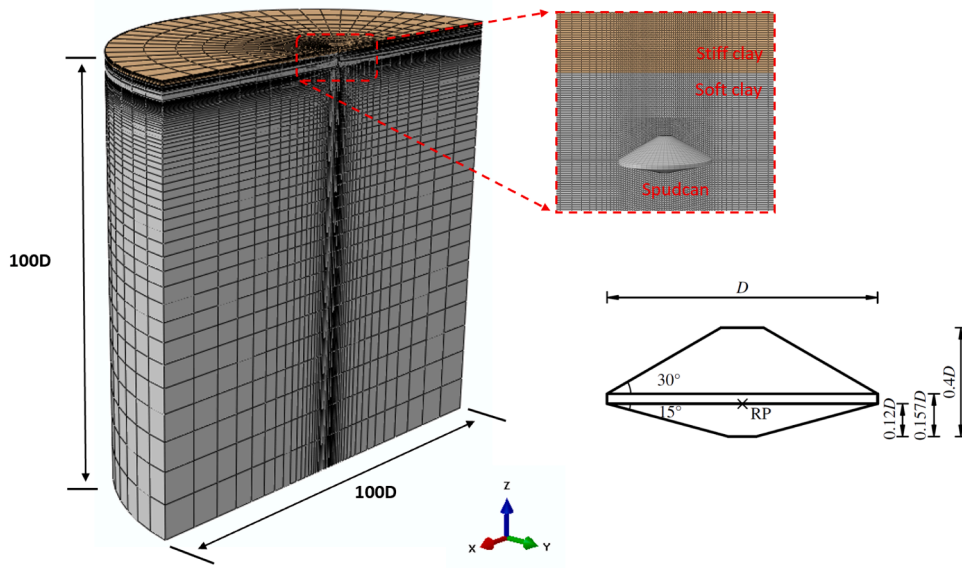 Stiff clay
Soft clay
Spudcan
100D
100D
Z
X
Y
D
30°
15°
RP
0.12D
0.157D
0.4D